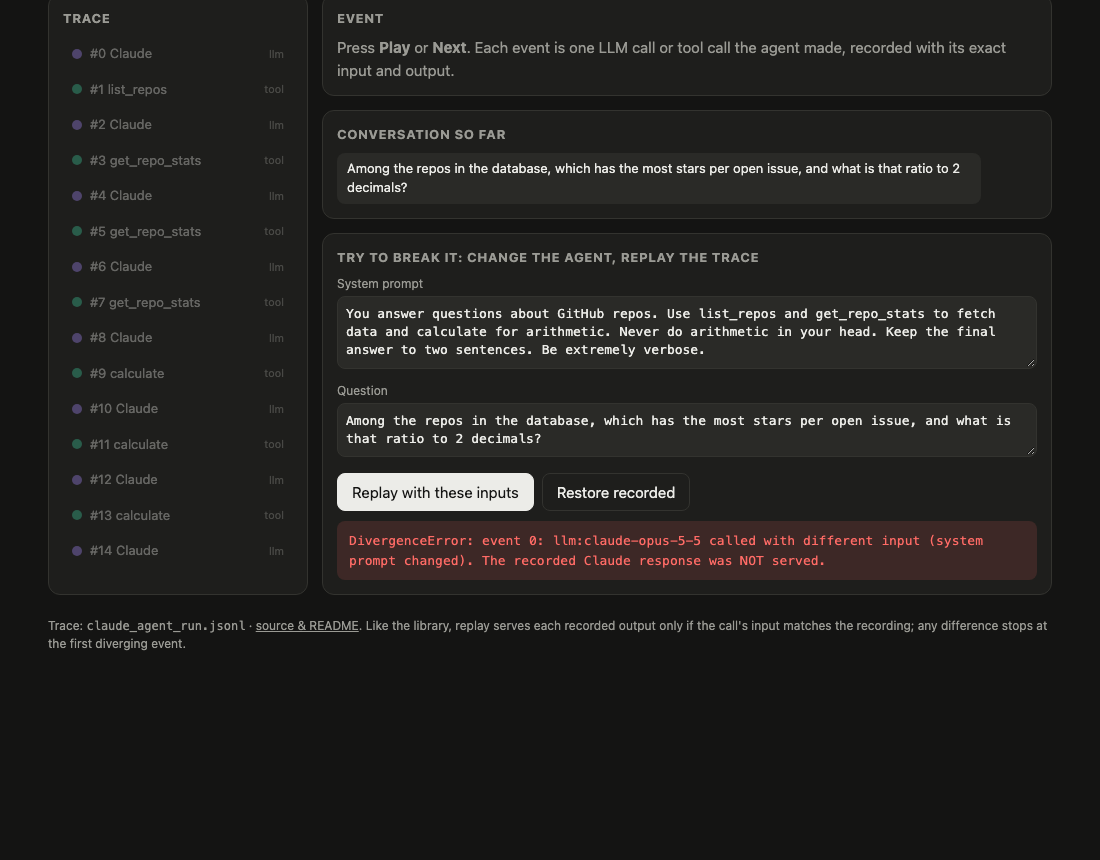 TRACE
#0 Claude llm
#1 list_repos tool
#2 Claude llm
#3 get_repo_stats tool
#4 Claude llm
#5 get_repo_stats tool
#6 Claude llm
#7 get_repo_stats tool
#8 Claude llm
#9 calculate tool
#10 Claude llm
#11 calculate tool
#12 Claude llm
#13 calculate tool
#14 Claude llm
EVENT
Press Play or Next. Each event is one LLM call or tool call the agent made, recorded with its exact
input and output.
CONVERSATION SO FAR
Among the repos in the database, which has the most stars per open issue, and what is that ratio to 2
decimals?
TRY TO BREAK IT: CHANGE THE AGENT, REPLAY THE TRACE
System prompt
You answer questions about GitHub repos. Use list_repos and get_repo_stats to fetch
data and calculate for arithmetic. Never do arithmetic in your head. Keep the final
answer to two sentences. Be extremely verbose.
Question
Among the repos in the database, which has the most stars per open issue, and what is
that ratio to 2 decimals?
Replay with these inputs
Restore recorded
DivergenceError: event 0: llm:claude-opus-5-5 called with different input (system
prompt changed). The recorded Claude response was NOT served.
Trace: claude_agent_run.jsonl · source & README. Like the library, replay serves each recorded output only if the call's input matches the recording; any difference stops at
the first diverging event.